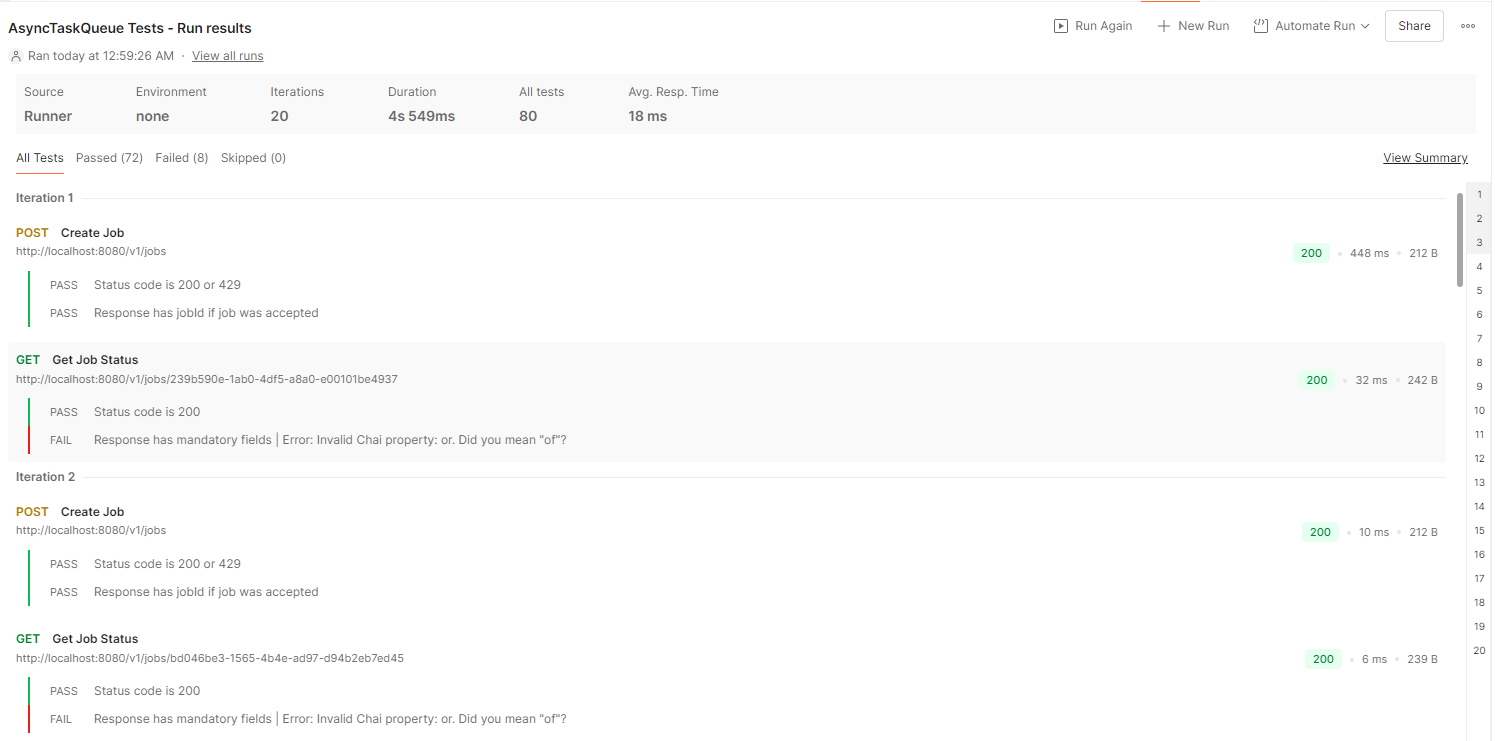 AsyncTaskQueue Tests - Run results
Run Again
New Run
Automate Run
Share
Ran today at 12:59:26 AM · View all runs
Source Environment Iterations Duration All tests Avg. Resp. Time
Runner none 20 4s 549ms 80 18 ms
All Tests Passed (72) Failed (8) Skipped (0) View Summary
Iteration 1
POST Create Job
http://localhost:8080/v1/jobs
200 • 448 ms • 212 B
PASS Status code is 200 or 429
PASS Response has jobId if job was accepted
GET Get Job Status
http://localhost:8080/v1/jobs/239b590e-1ab0-4df5-a8a0-e00101be4937
200 • 32 ms • 242 B
PASS Status code is 200
FAIL Response has mandatory fields | Error: Invalid Chai property: or. Did you mean "of"?
Iteration 2
POST Create Job
http://localhost:8080/v1/jobs
200 • 10 ms • 212 B
PASS Status code is 200 or 429
PASS Response has jobId if job was accepted
GET Get Job Status
http://localhost:8080/v1/jobs/bd046be3-1565-4b4e-ad97-d94b2eb7ed45
200 • 6 ms • 239 B
PASS Status code is 200
FAIL Response has mandatory fields | Error: Invalid Chai property: or. Did you mean "of"?
1
2
3
4
5
6
7
8
9
10
11
12
13
14
15
16
17
18
19
20